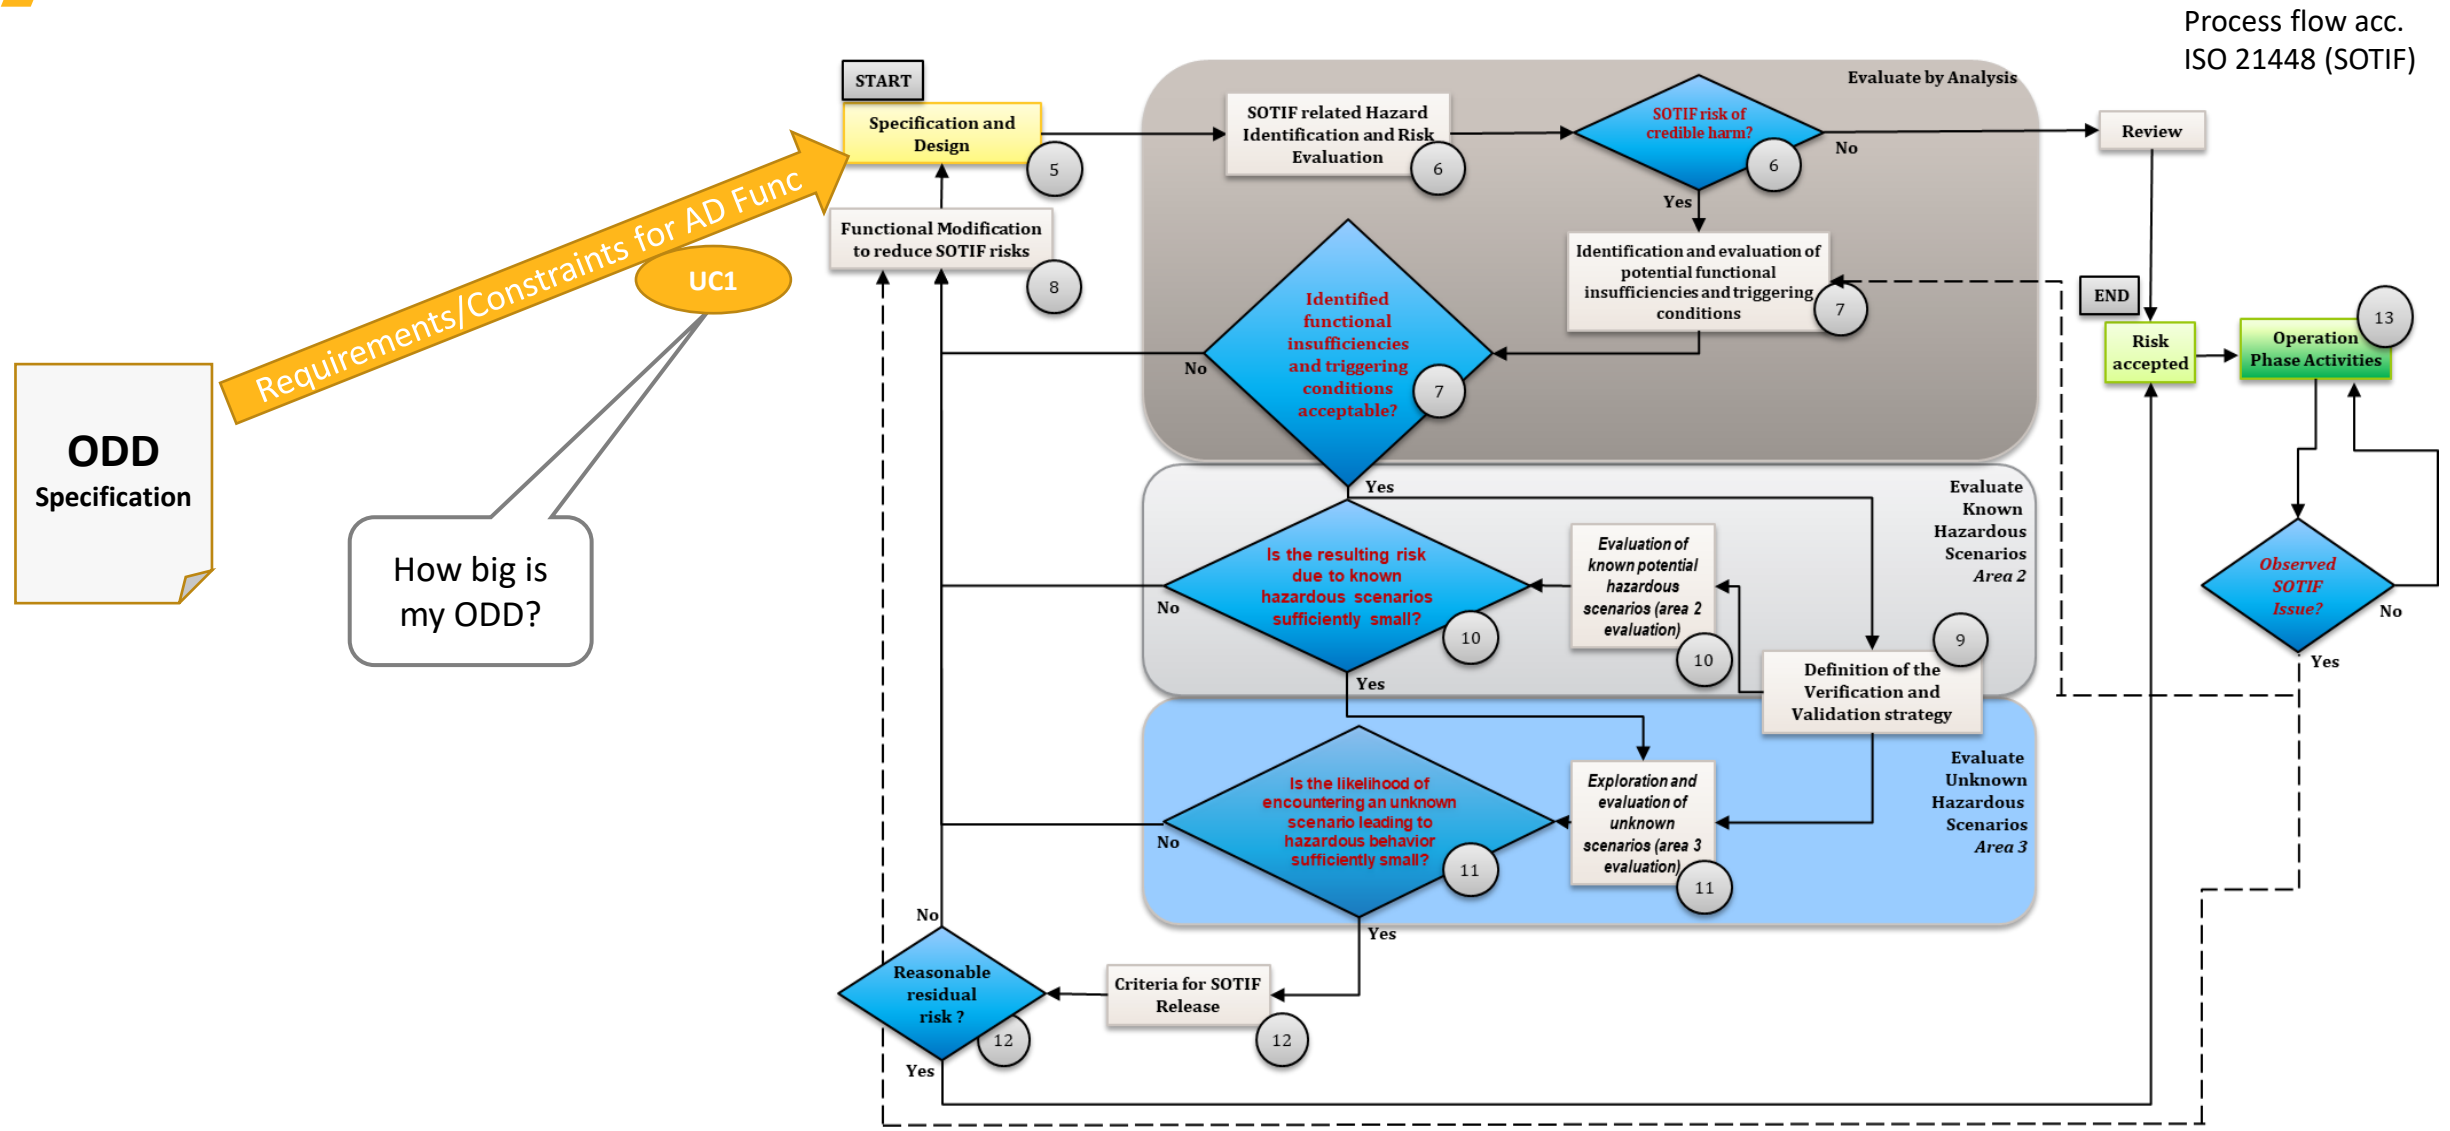 Process flow acc.
ISO 21448 (SOTIF)
START
Specification and
Design
5
Functional Modification
to reduce SOTIF risks
8
Requirements/Constraints for AD Func
UC1
How big is
my ODD?
ODD
Specification
Evaluate by Analysis
SOTIF related Hazard
Identification and Risk
Evaluation
6
SOTIF risk of
credible harm?
6
No
Yes
Review
Identification and evaluation of
potential functional
insufficiencies and triggering
conditions
7
Identified
functional
insufficiencies
and triggering
conditions
acceptable?
7
No
Yes
END
Risk
accepted
Operation
Phase Activities
13
Observed
SOTIF
Issue?
No
Yes
Evaluate
Known
Hazardous
Scenarios
Area 2
Is the resulting risk
due to known
hazardous scenarios
sufficiently small?
10
No
Yes
Evaluation of
known potential
hazardous
scenarios (area 2
evaluation)
10
9
Definition of the
Verification and
Validation strategy
Evaluate
Unknown
Hazardous
Scenarios
Area 3
Is the likelihood of
encountering an unknown
scenario leading to
hazardous behavior
sufficiently small?
11
No
Yes
Exploration and
evaluation of
unknown
scenarios (area 3
evaluation)
11
No
Reasonable
residual
risk ?
12
Yes
Criteria for SOTIF
Release
12